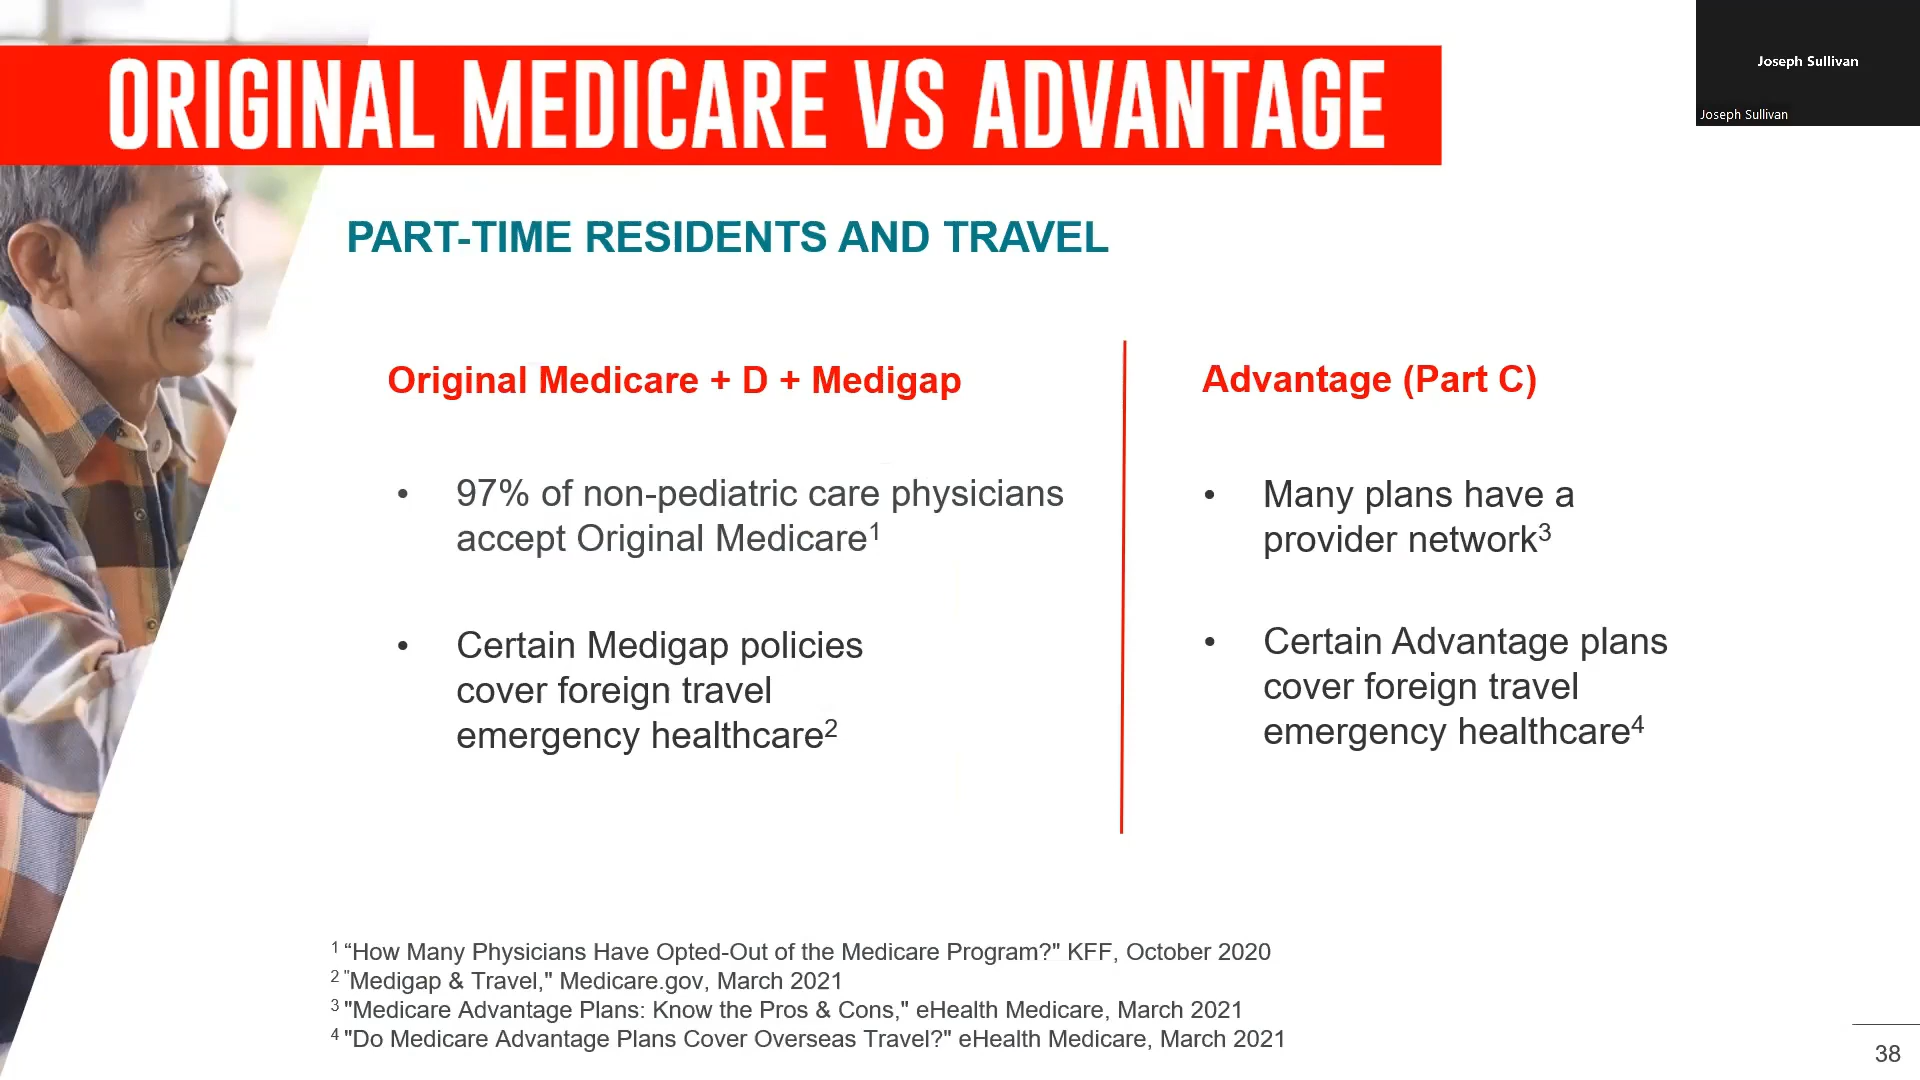 ORIGINAL MEDICARE VS ADVANTAGE
Joseph Sullivan
Joseph Sullivan
PART-TIME RESIDENTS AND TRAVEL
Original Medicare + D + Medigap
• 97% of non-pediatric care physicians
accept Original Medicare¹
• Certain Medigap policies
cover foreign travel
emergency healthcare²
Advantage (Part C)
• Many plans have a
provider network³
• Certain Advantage plans
cover foreign travel
emergency healthcare⁴
¹ “How Many Physicians Have Opted-Out of the Medicare Program?" KFF, October 2020
² "Medigap & Travel," Medicare.gov, March 2021
³ "Medicare Advantage Plans: Know the Pros & Cons," eHealth Medicare, March 2021
⁴ "Do Medicare Advantage Plans Cover Overseas Travel?" eHealth Medicare, March 2021
38